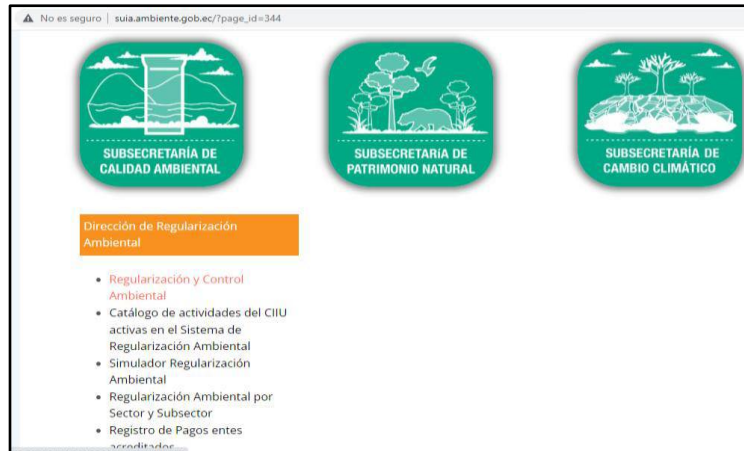 No es seguro | suia.ambiente.gob.ec/?page_id=344
SUBSECRETARÍA DE
CALIDAD AMBIENTAL
SUBSECRETARÍA DE
PATRIMONIO NATURAL
SUBSECRETARÍA DE
CAMBIO CLIMÁTICO
Dirección de Regularización
Ambiental
Regularización y Control
Ambiental
Catálogo de actividades del CIIU
activas en el Sistema de
Regularización Ambiental
Simulador Regularización
Ambiental
Regularización Ambiental por
Sector y Subsector
Registro de Pagos entes
acreditados